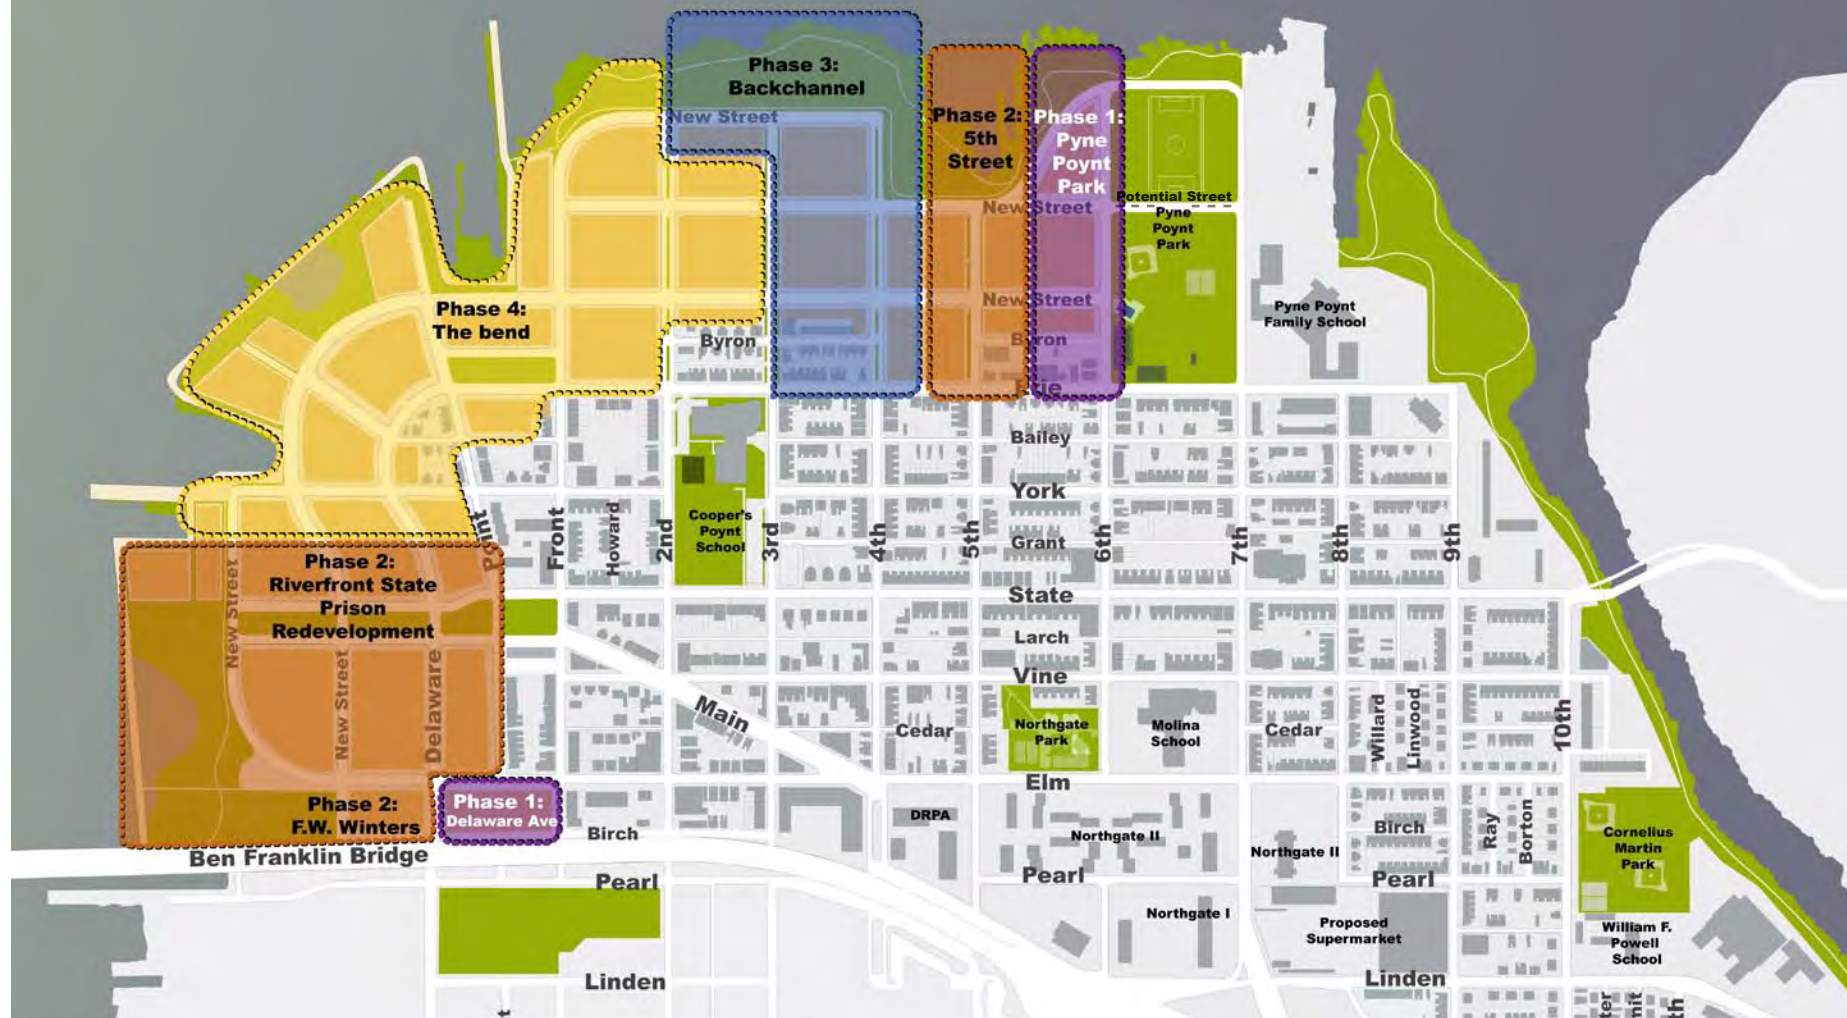 Phase 3:
Backchannel
New Street
Phase 2:
5th
Street
Phase 1:
Pyne
Poynt
Park
Potential Street
Pyne
Poynt
Park
New Street
New Street
Phase 4:
The bend
Pyne Poynt
Family School
Byron
Byron
Erie
Bailey
York
Cooper's
Poynt
School
Point
Front
Howard
2nd
3rd
4th
5th
6th
7th
8th
9th
Grant
State
Phase 2:
Riverfront State
Prison
Redevelopment
New Street
New Street
Delaware
Larch
Vine
Main
Cedar
Northgate
Park
Molina
School
Cedar
Willard
Linwood
10th
Elm
Phase 2:
F.W. Winters
Phase 1:
Delaware Ave
Birch
DRPA
Northgate II
Northgate II
Birch
Ray
Borton
Cornelius
Martin
Park
Ben Franklin Bridge
Pearl
Pearl
Pearl
Northgate I
Proposed
Supermarket
William F.
Powell
School
Linden
Linden